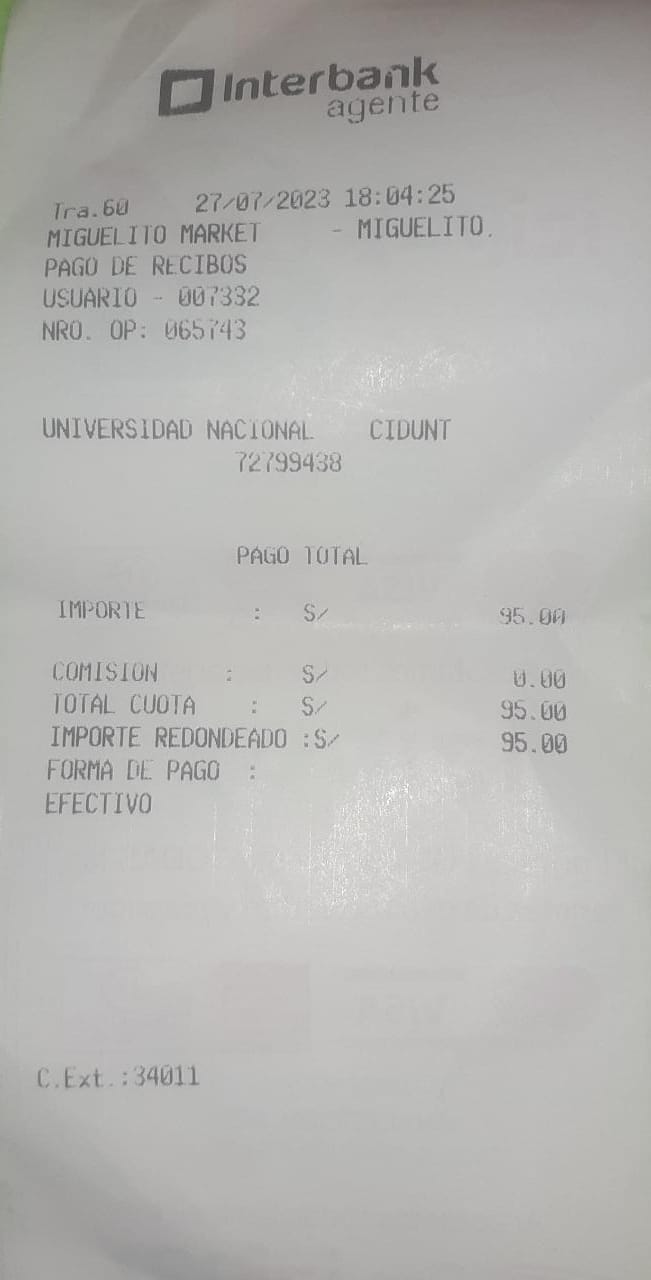 Interbank
agente
Tra.60 27/07/2023 18:04:25
MIGUELITO MARKET - MIGUELITO.
PAGO DE RECIBOS
USUARIO - 007332
NRO. OP: 065743
UNIVERSIDAD NACIONAL CIDUNT
72799438
PAGO TOTAL
IMPORTE : S/ 95.00
COMISION : S/ 0.00
TOTAL CUOTA : S/ 95.00
IMPORTE REDONDEADO :S/ 95.00
FORMA DE PAGO :
EFECTIVO
C.Ext.:34011